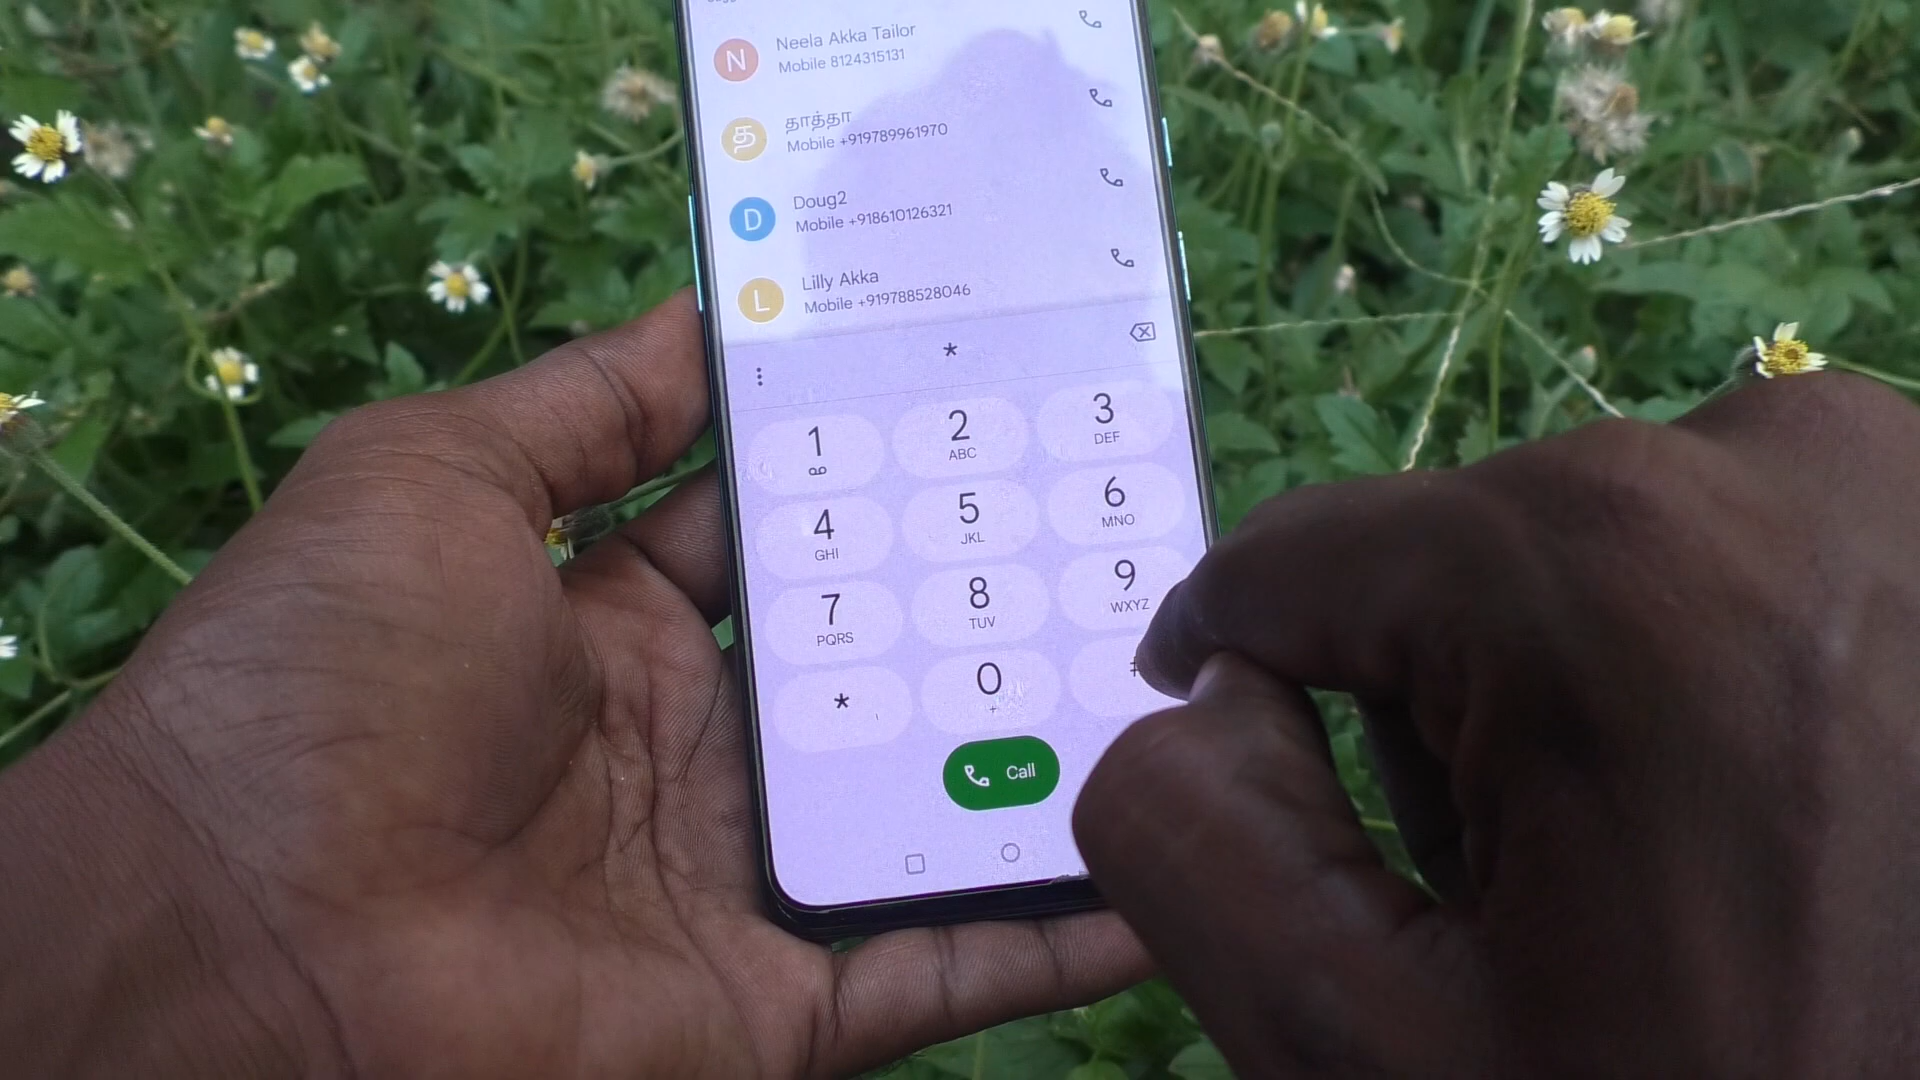 N
Neela Akka Tailor
Mobile 8124315131
த
தாத்தா
Mobile +919789961970
D
Doug2
Mobile +918610126321
L
Lilly Akka
Mobile +919788528046
*
1
2
ABC
3
DEF
4
GHI
5
JKL
6
MNO
7
PQRS
8
TUV
9
WXYZ
*
0
+
#
Call